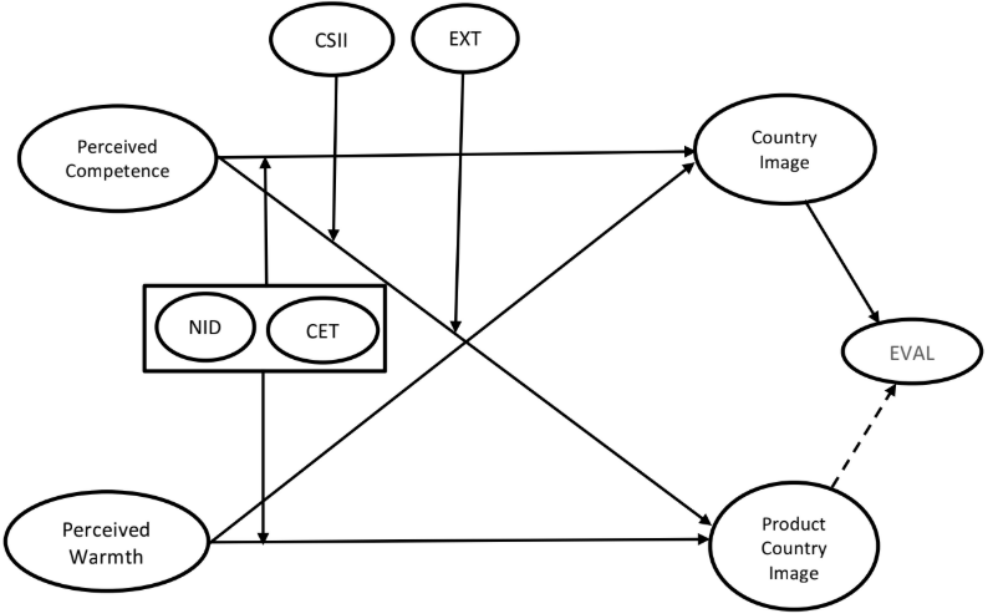 CSII
EXT
Perceived
Competence
Country
Image
NID
CET
EVAL
Perceived
Warmth
Product
Country
Image